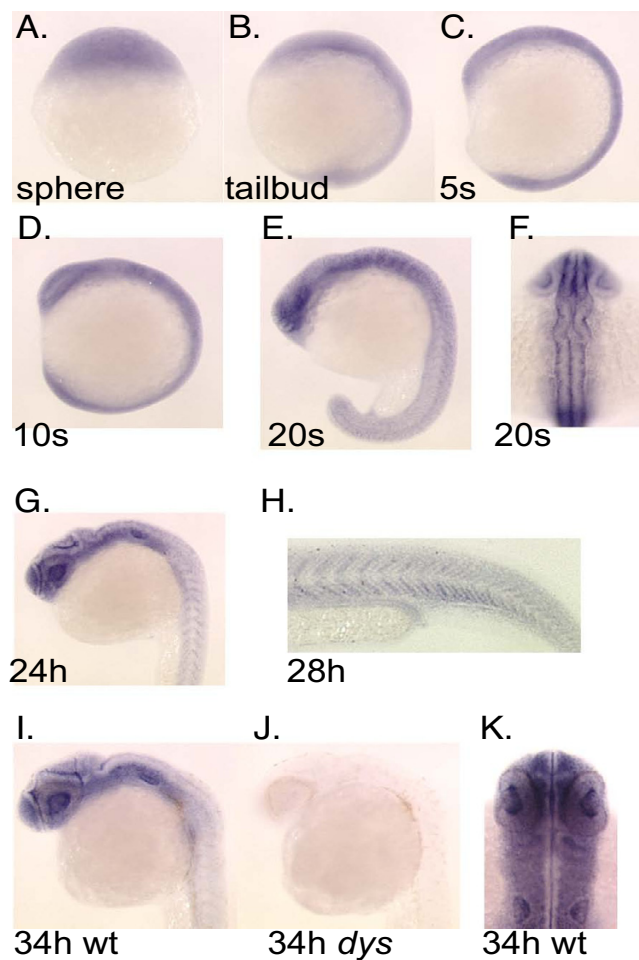 A. B. C.
sphere tailbud 5s
D. E. F.
10s 20s 20s
G. H.
24h 28h
I. J. K.
34h wt 34h dys 34h wt